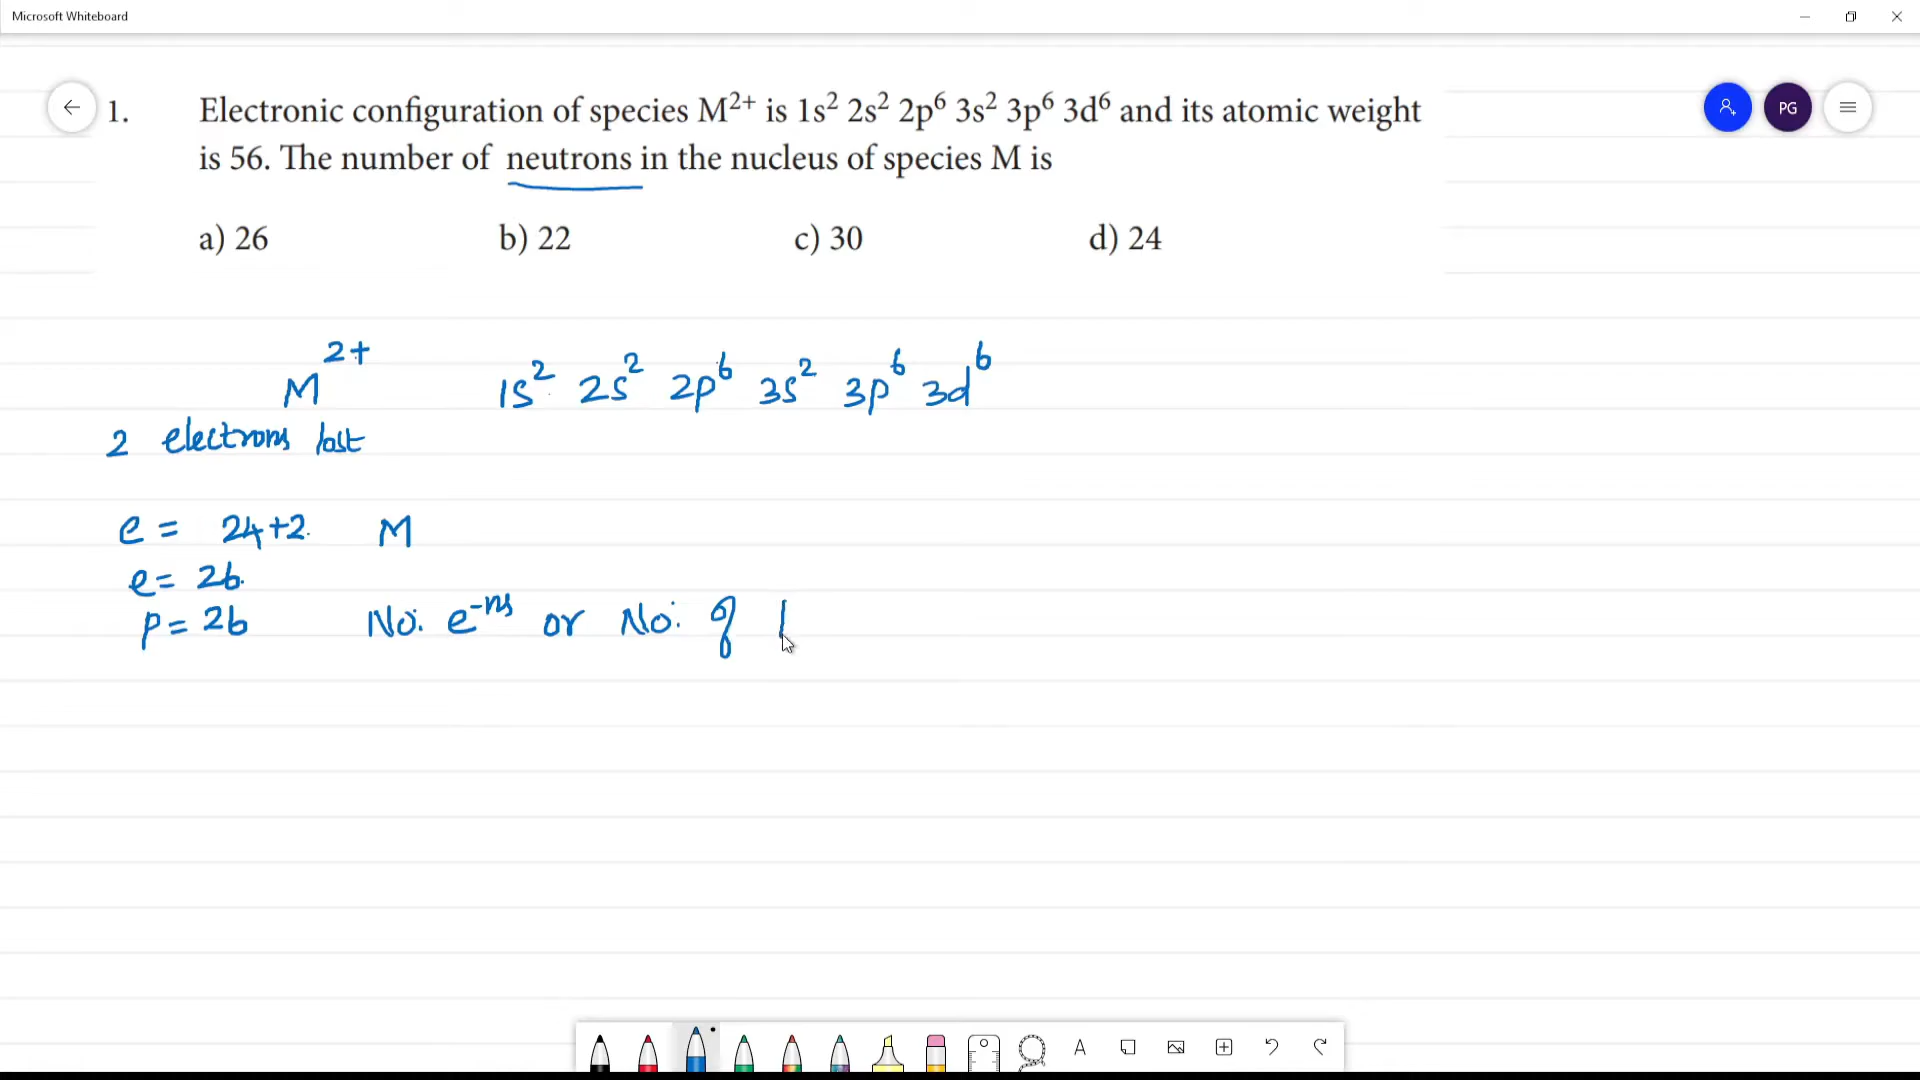 Microsoft Whiteboard
1. Electronic configuration of species M²⁺ is 1s² 2s² 2p⁶ 3s² 3p⁶ 3d⁶ and its atomic weight
is 56. The number of neutrons in the nucleus of species M is
a) 26 b) 22 c) 30 d) 24
PG
M²⁺ 1s² 2s² 2p⁶ 3s² 3p⁶ 3d⁶
2 electrons lost
e = 24+2. M
e = 26.
p = 26 No: e⁻ⁿˢ or No: of
A